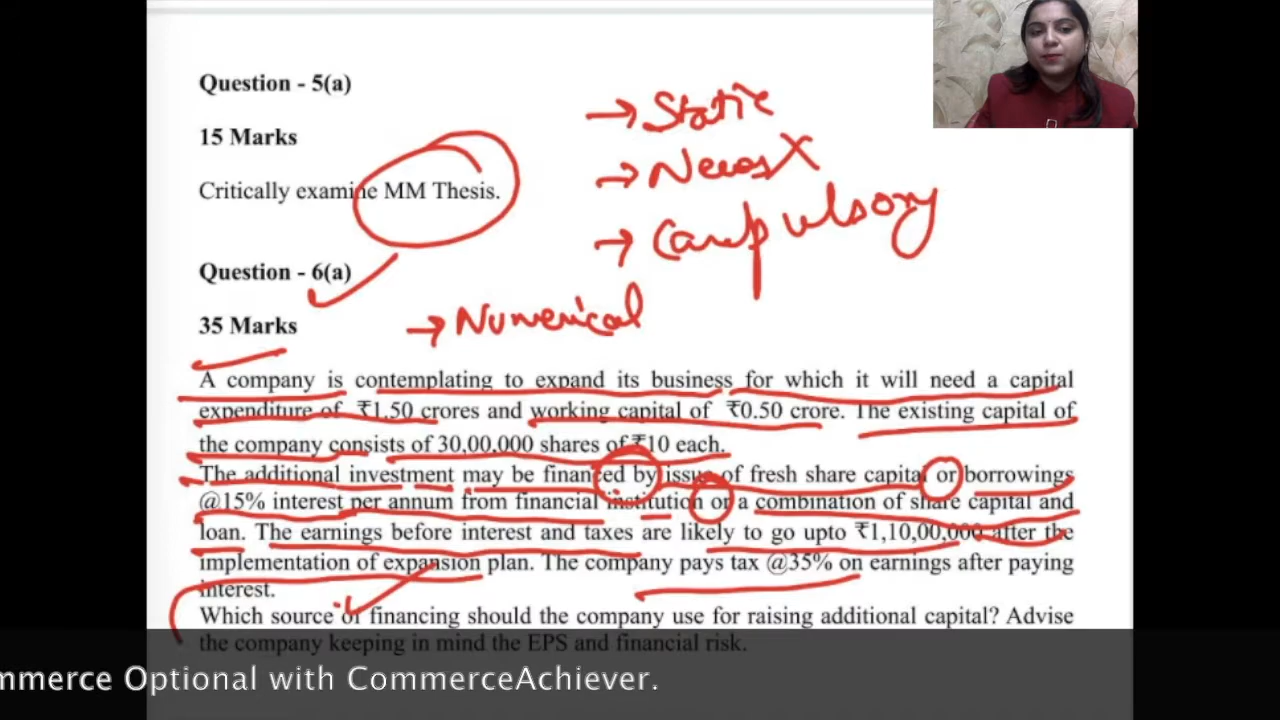 Question - 5(a)
→ Static
15 Marks
→ News X
Critically examine MM Thesis.
→ Compulsory
Question - 6(a)
35 Marks
→ Numerical
A company is contemplating to expand its business for which it will need a capital
expenditure of ₹1.50 crores and working capital of ₹0.50 crore. The existing capital of
the company consists of 30,00,000 shares of ₹10 each.
The additional investment may be financed by issue of fresh share capital or borrowings
@15% interest per annum from financial institution or a combination of share capital and
loan. The earnings before interest and taxes are likely to go upto ₹1,10,00,000 after the
implementation of expansion plan. The company pays tax @35% on earnings after paying
interest.
Which source of financing should the company use for raising additional capital? Advise
the company keeping in mind the EPS and financial risk.
mmerce Optional with CommerceAchiever.